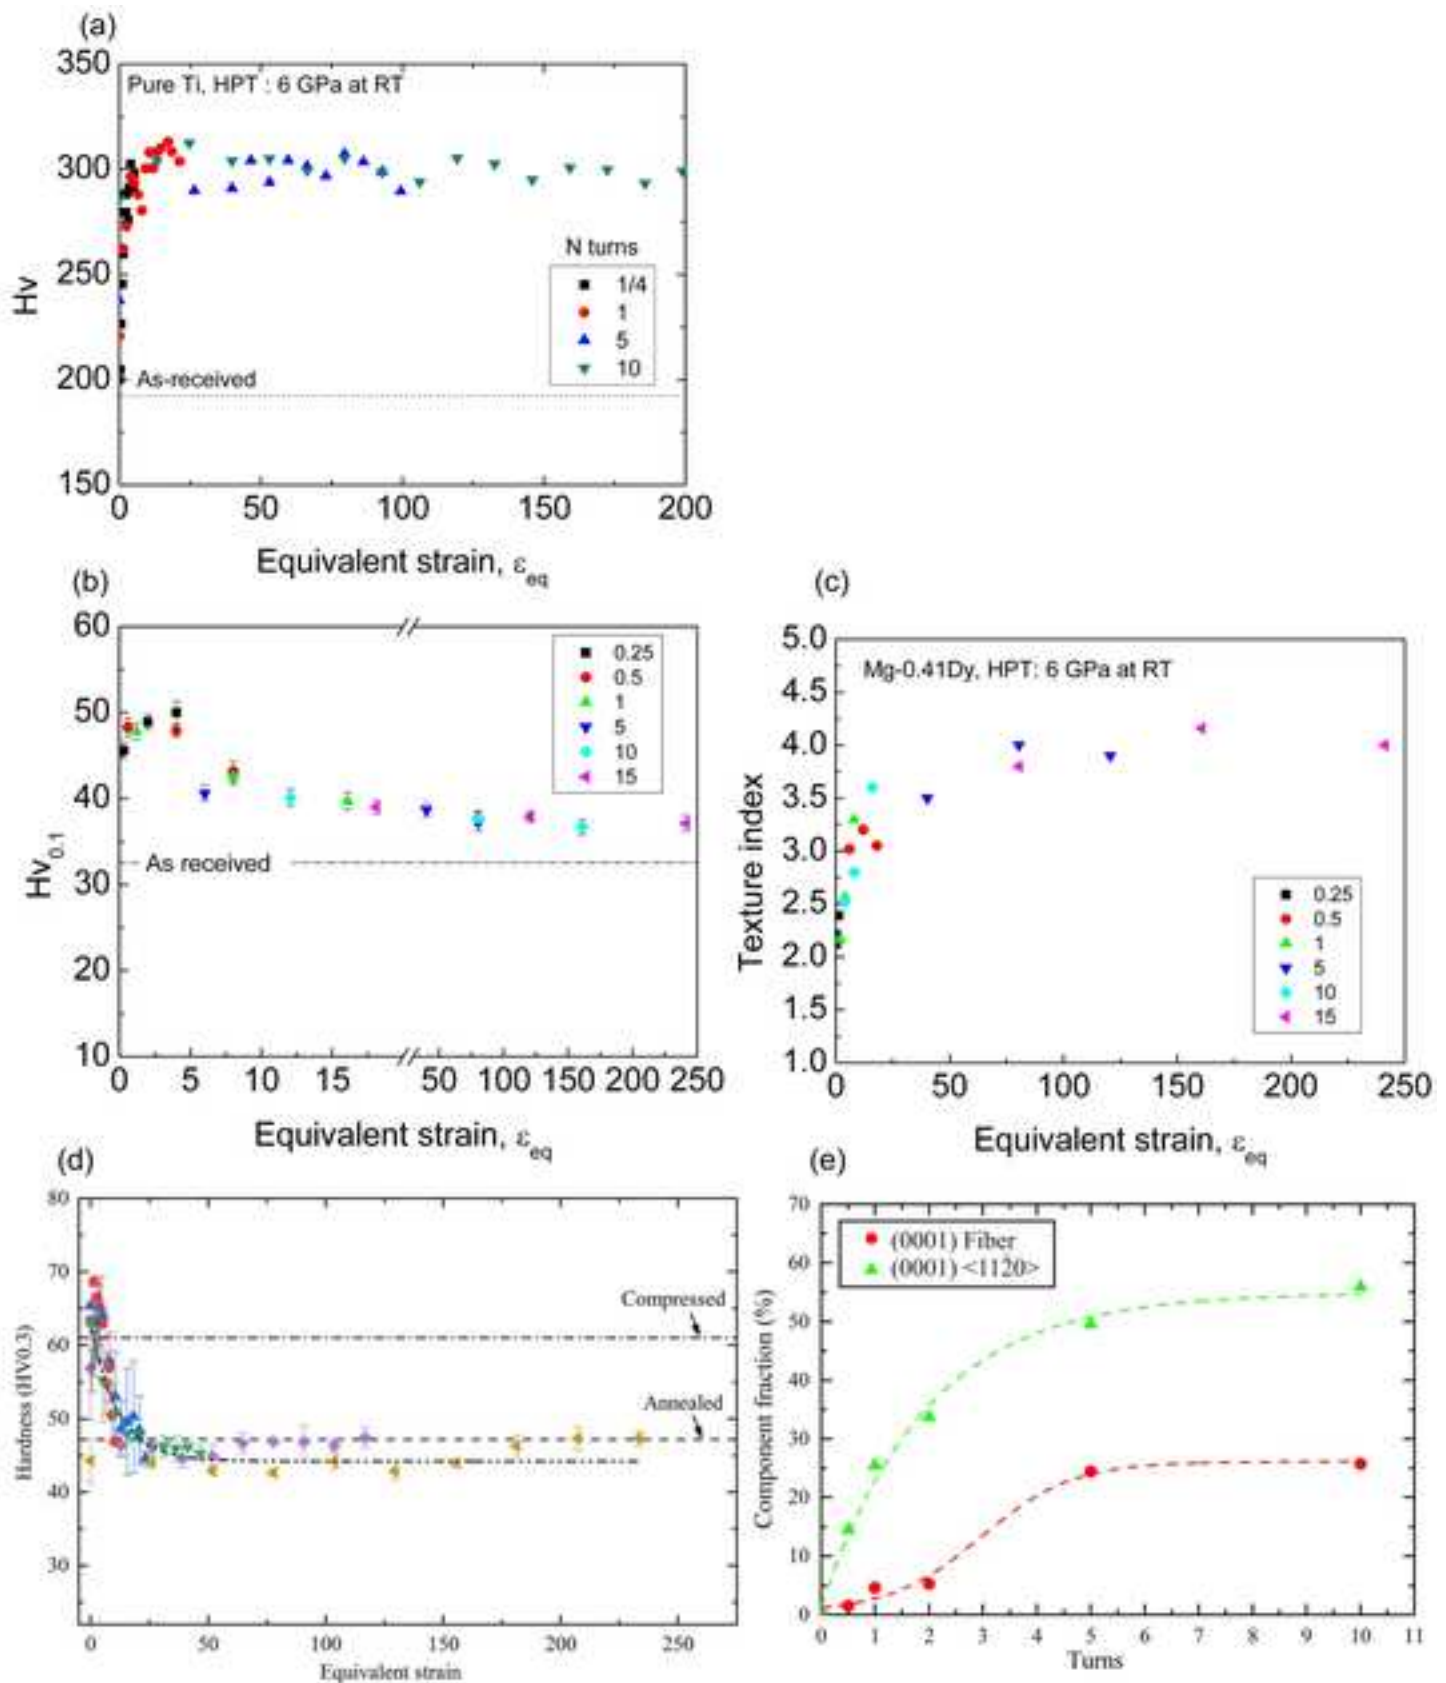 (a)
Pure Ti, HPT : 6 GPa at RT
350
300
250
200
150
Hv
N turns
1/4
1
5
10
As-received
0 50 100 150 200
Equivalent strain, εeq
(b)
60
50
40
30
20
10
Hv0.1
0.25
0.5
1
5
10
15
As received
0 5 10 15 50 100 150 200 250
Equivalent strain, εeq
(c)
Mg-0.41Dy, HPT: 6 GPa at RT
5.0
4.5
4.0
3.5
3.0
2.5
2.0
1.5
1.0
Texture index
0.25
0.5
1
5
10
15
0 50 100 150 200 250
Equivalent strain, εeq
(d)
80
70
60
50
40
30
Hardness (HV0.3)
Compressed
Annealed
0 50 100 150 200 250
Equivalent strain
(e)
70
60
50
40
30
20
10
0
Component fraction (%)
(0001) Fiber
(0001) <112̄0>
0 1 2 3 4 5 6 7 8 9 10 11
Turns